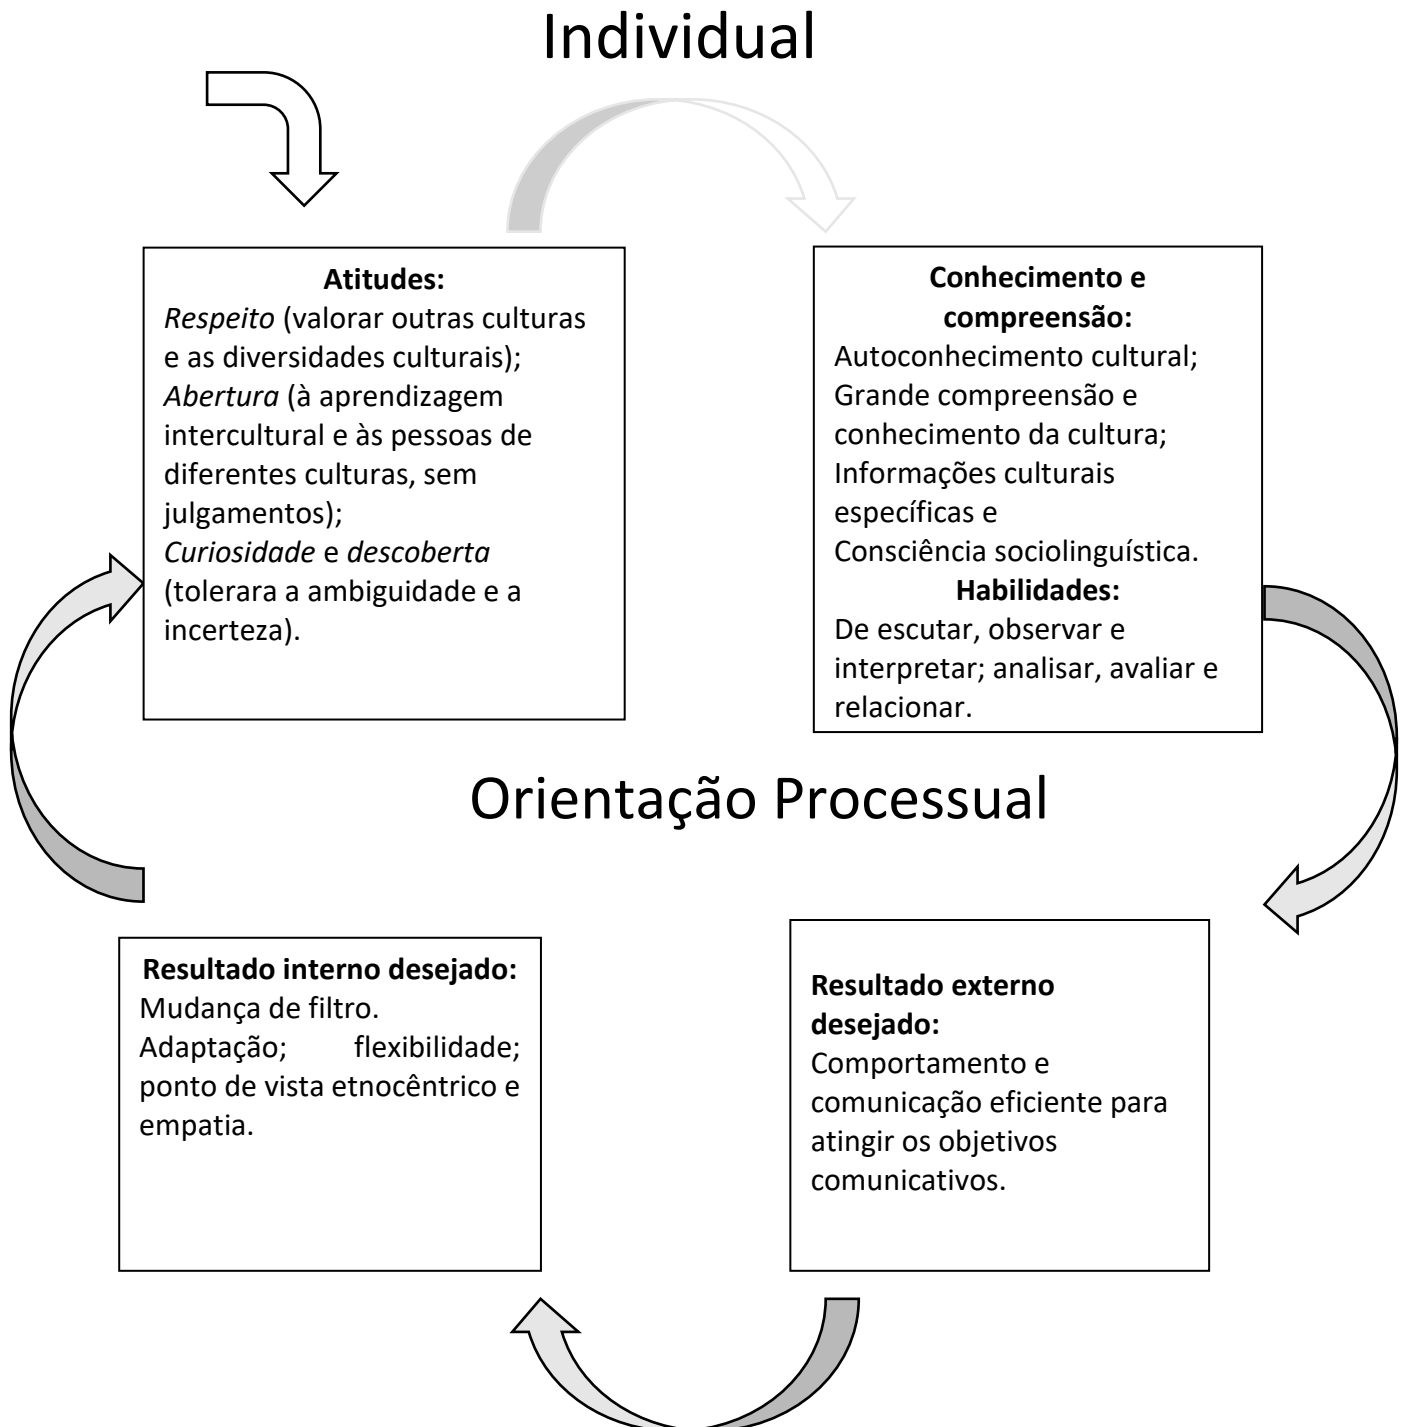 Individual
Atitudes:
Respeito (valorar outras culturas
e as diversidades culturais);
Abertura (à aprendizagem
intercultural e às pessoas de
diferentes culturas, sem
julgamentos);
Curiosidade e descoberta
(tolerara a ambiguidade e a
incerteza).
Conhecimento e
compreensão:
Autoconhecimento cultural;
Grande compreensão e
conhecimento da cultura;
Informações culturais
específicas e
Consciência sociolinguística.
Habilidades:
De escutar, observar e
interpretar; analisar, avaliar e
relacionar.
Orientação Processual
Resultado interno desejado:
Mudança de filtro.
Adaptação; flexibilidade;
ponto de vista etnocêntrico e
empatia.
Resultado externo
desejado:
Comportamento e
comunicação eficiente para
atingir os objetivos
comunicativos.